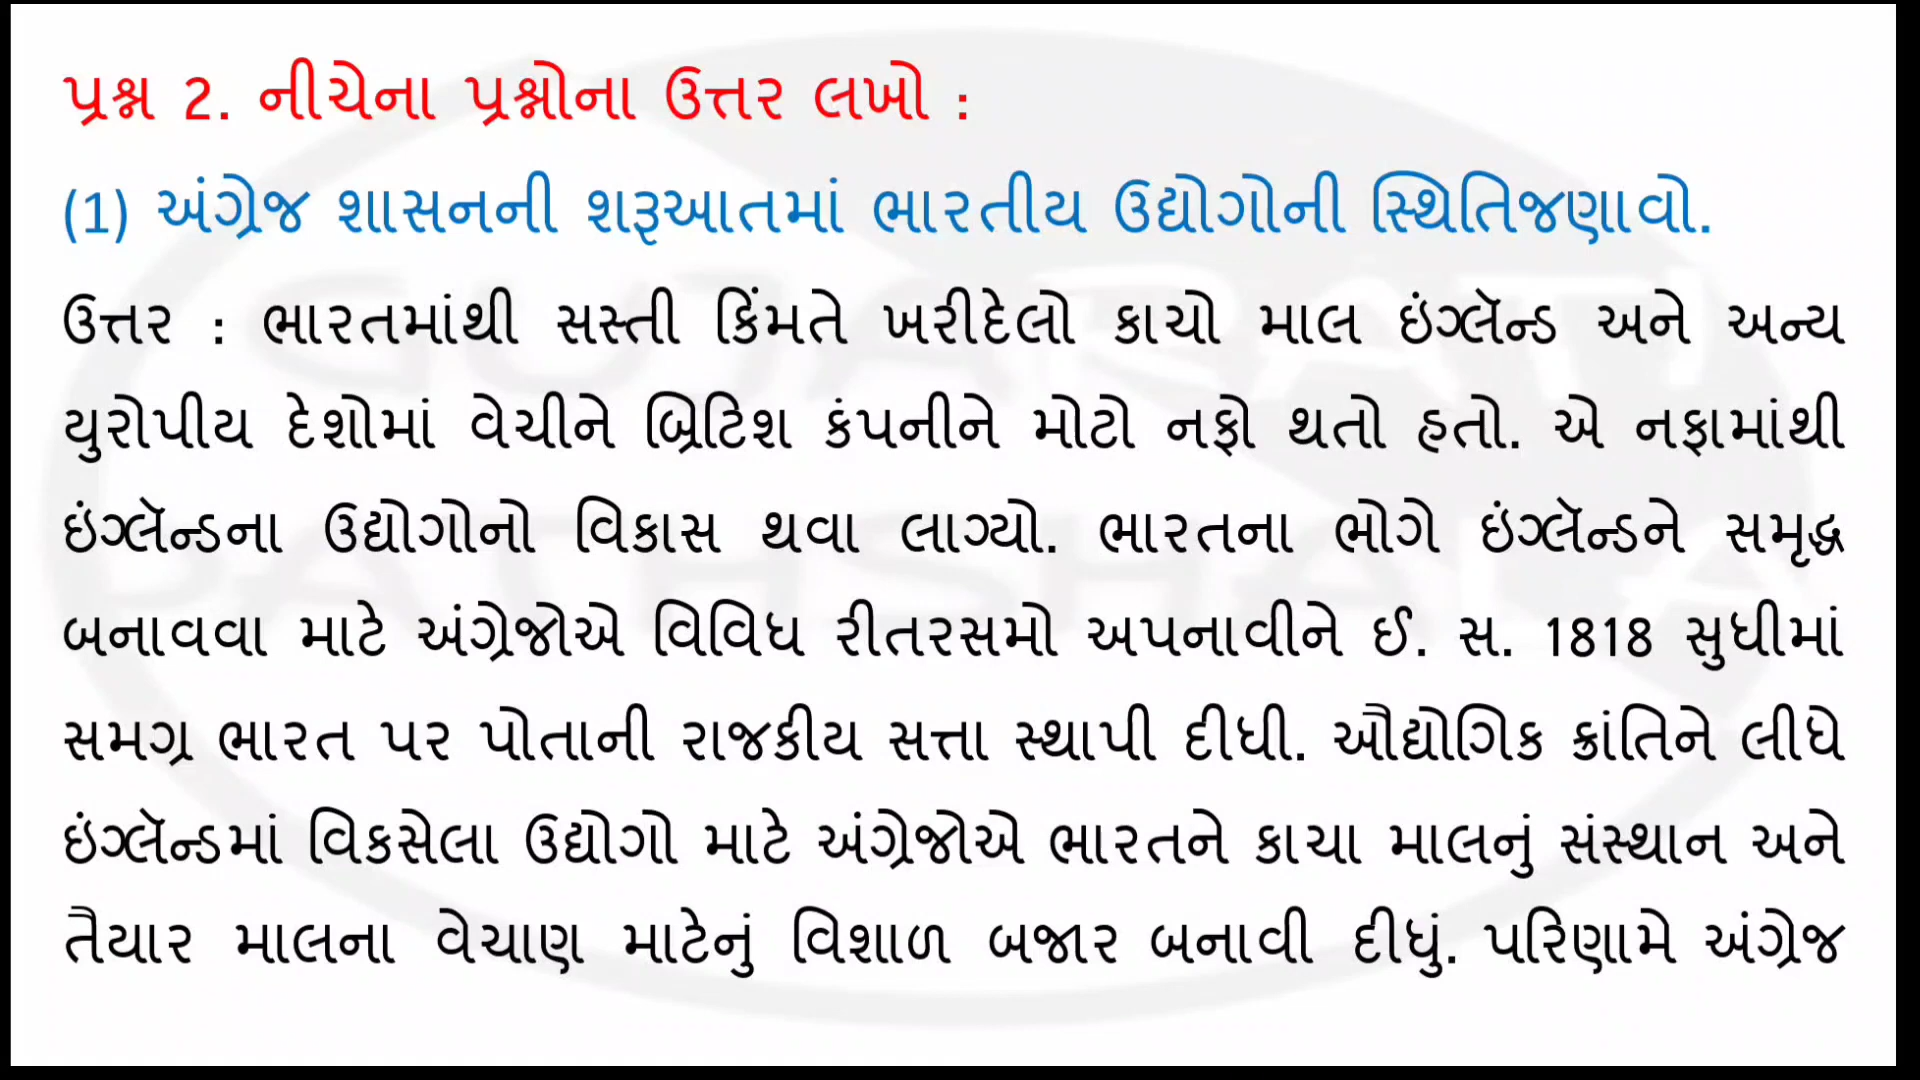 પ્રશ્ન 2. નીચેના પ્રશ્નોના ઉત્તર લખો :
(1) અંગ્રેજ શાસનની શરૂઆતમાં ભારતીય ઉદ્યોગોની સ્થિતિજણાવો.
ઉત્તર : ભારતમાંથી સસ્તી કિંમતે ખરીદેલો કાચો માલ ઇંગ્લૅન્ડ અને અન્ય
યુરોપીય દેશોમાં વેચીને બ્રિટિશ કંપનીને મોટો નફો થતો હતો. એ નફામાંથી
ઇંગ્લૅન્ડના ઉદ્યોગોનો વિકાસ થવા લાગ્યો. ભારતના ભોગે ઇંગ્લૅન્ડને સમૃદ્ધ
બનાવવા માટે અંગ્રેજોએ વિવિધ રીતરસમો અપનાવીને ઈ. સ. 1818 સુધીમાં
સમગ્ર ભારત પર પોતાની રાજકીય સત્તા સ્થાપી દીધી. ઔદ્યોગિક ક્રાંતિને લીધે
ઇંગ્લૅન્ડમાં વિકસેલા ઉદ્યોગો માટે અંગ્રેજોએ ભારતને કાચા માલનું સંસ્થાન અને
તૈયાર માલના વેચાણ માટેનું વિશાળ બજાર બનાવી દીધું. પરિણામે અંગ્રેજ
GUJARATI
PATHSHALA